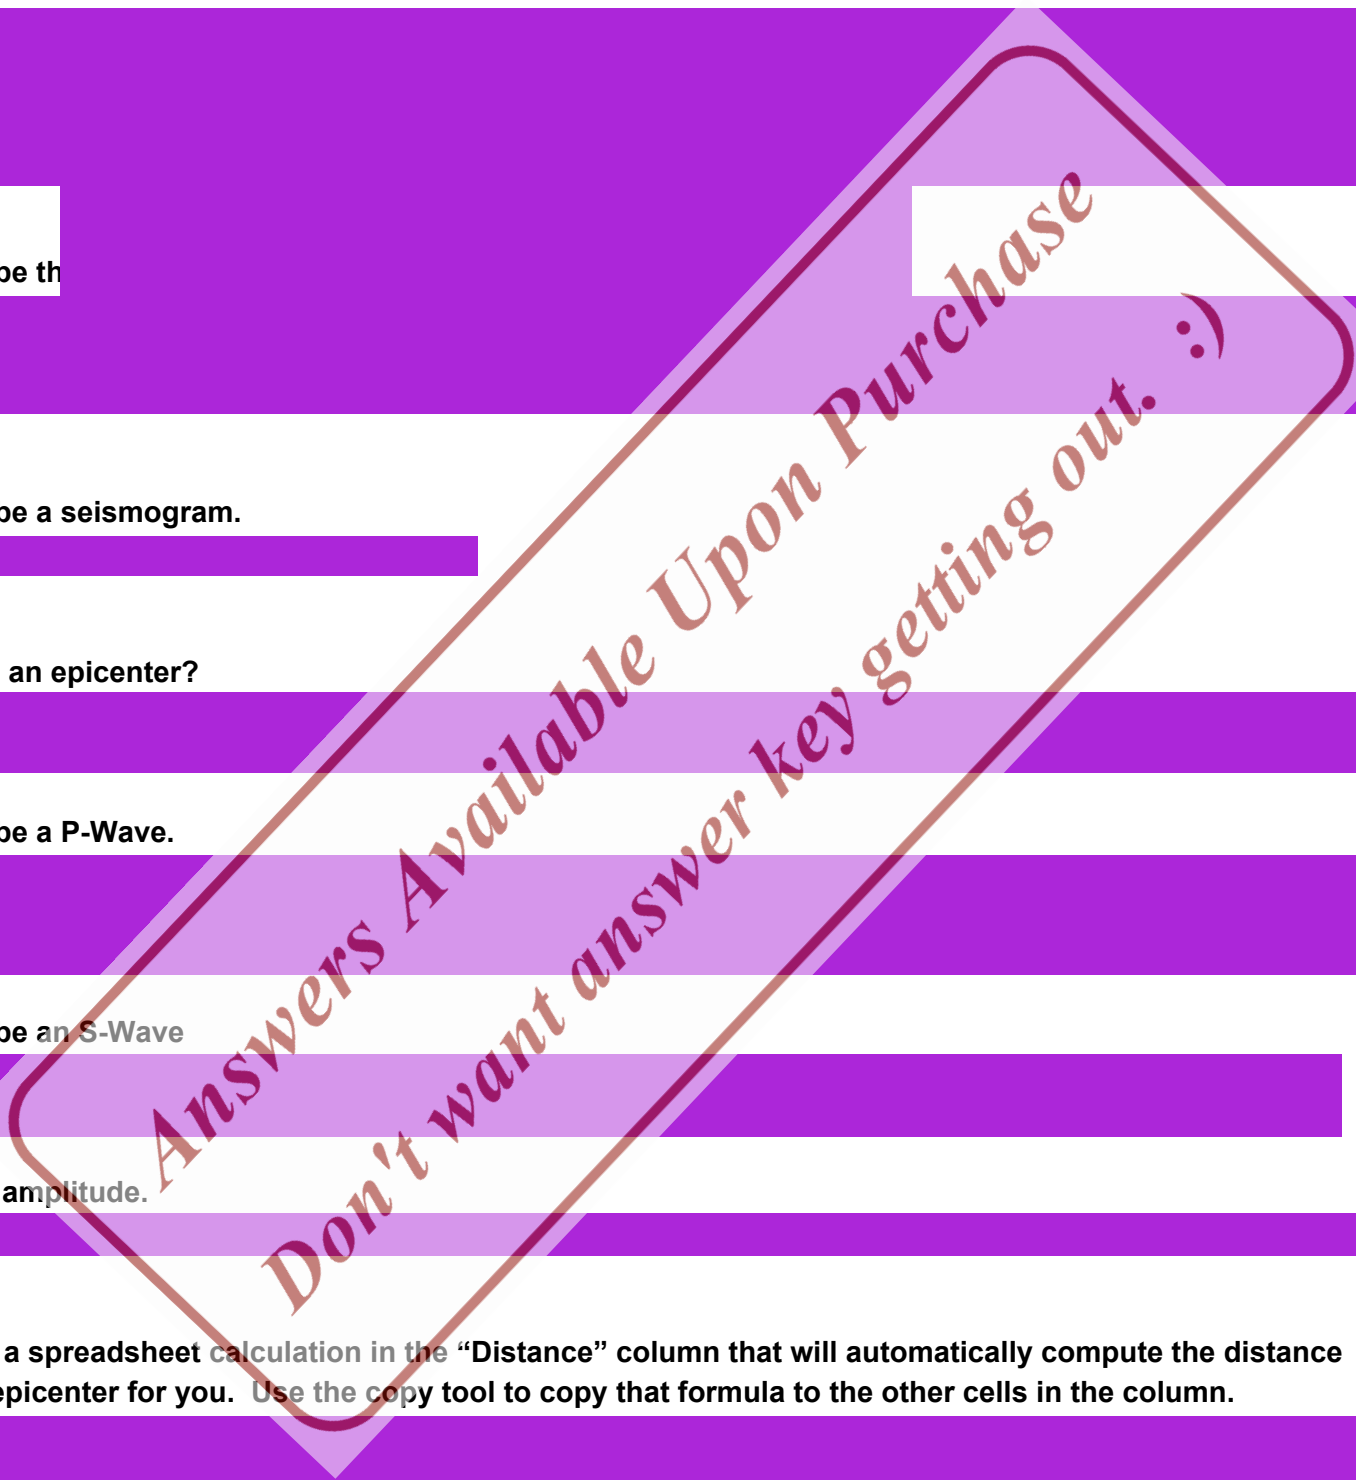 be th
be a seismogram.
an epicenter?
be a P-Wave.
be an S-Wave
amplitude.
a spreadsheet calculation in the “Distance” column that will automatically compute the distance
epicenter for you. Use the copy tool to copy that formula to the other cells in the column.
Answers Available Upon Purchase
Don't want answer key getting out. :)